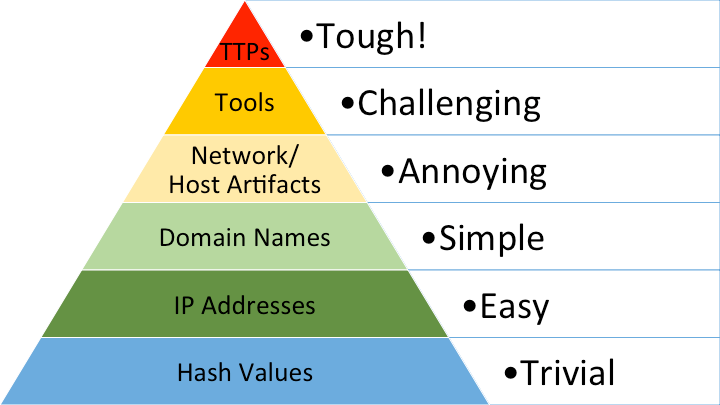 TTPs
•Tough!
Tools
•Challenging
Network/
Host Artifacts
•Annoying
Domain Names
•Simple
IP Addresses
•Easy
Hash Values
•Trivial